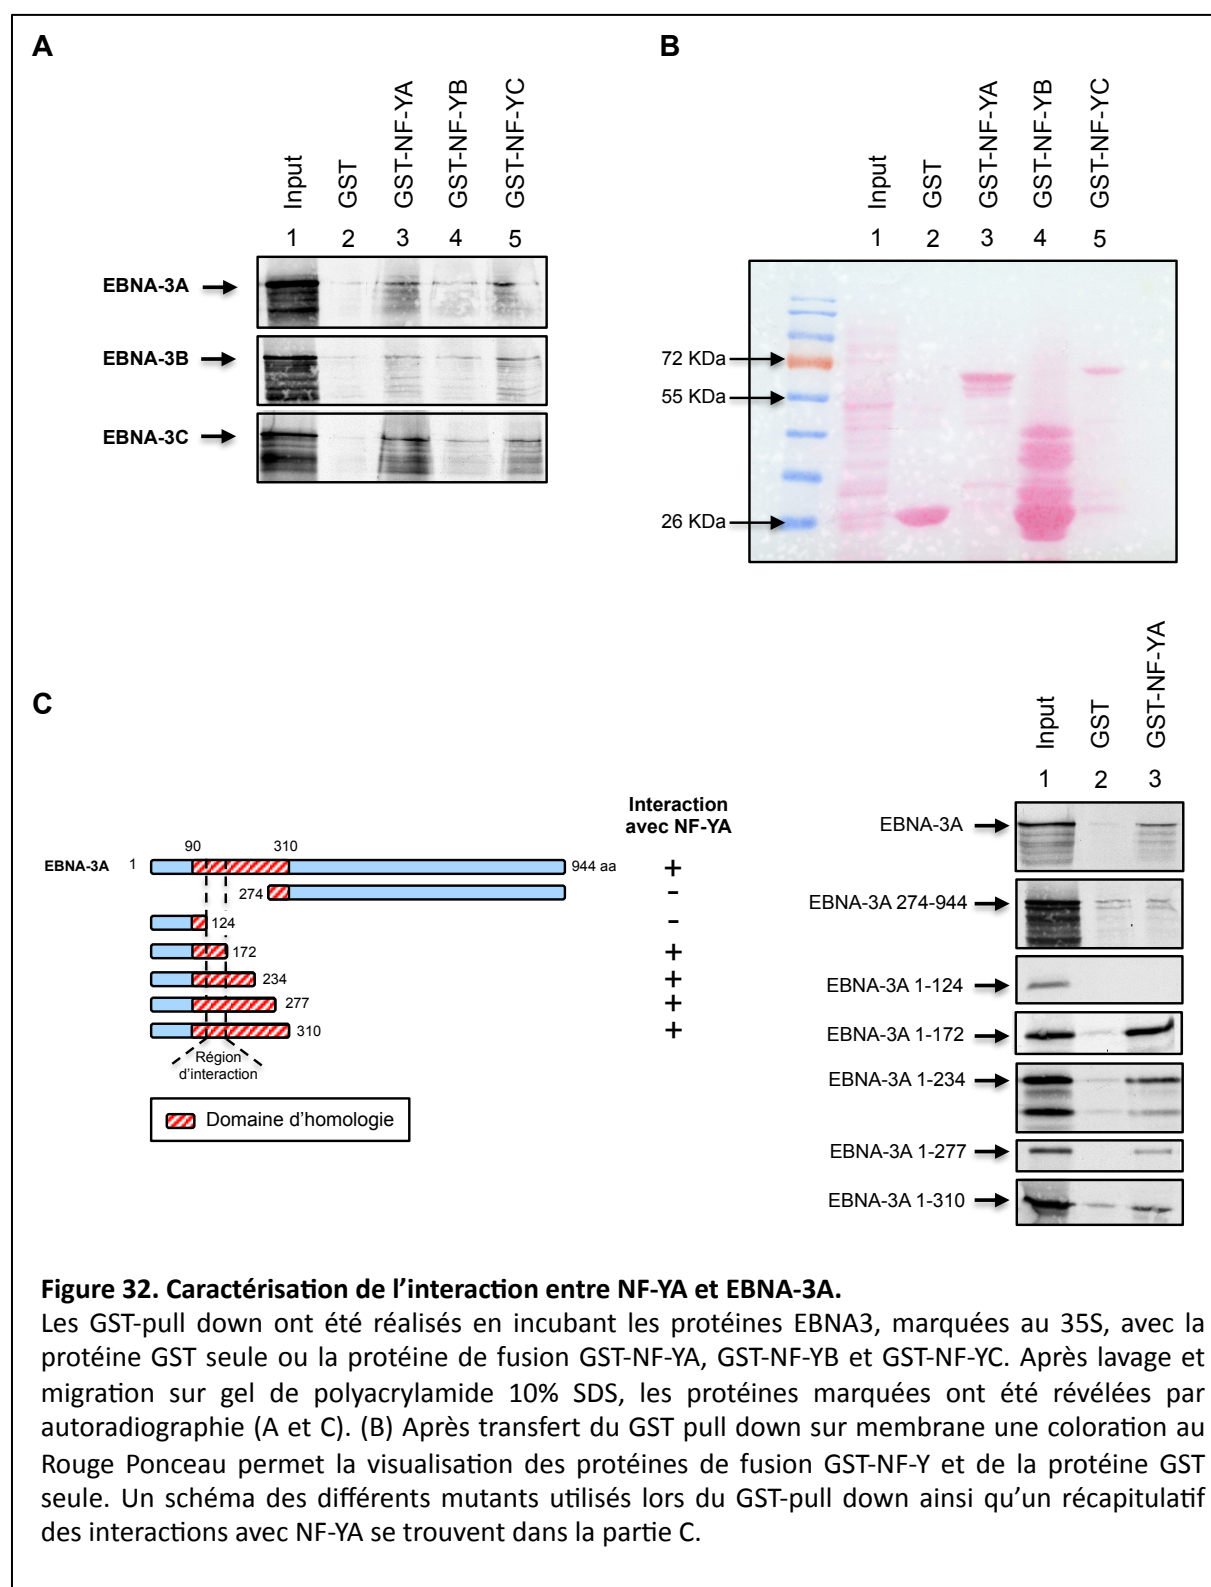 A
Input
GST
GST-NF-YA
GST-NF-YB
GST-NF-YC
1 2 3 4 5
EBNA-3A
EBNA-3B
EBNA-3C
B
Input
GST
GST-NF-YA
GST-NF-YB
GST-NF-YC
1 2 3 4 5
72 KDa
55 KDa
26 KDa
C
Interaction
avec NF-YA
90 310
EBNA-3A 1 944 aa +
274 -
124 -
172 +
234 +
277 +
310 +
Région
d'interaction
Domaine d'homologie
Input
GST
GST-NF-YA
1 2 3
EBNA-3A
EBNA-3A 274-944
EBNA-3A 1-124
EBNA-3A 1-172
EBNA-3A 1-234
EBNA-3A 1-277
EBNA-3A 1-310
Figure 32. Caractérisation de l'interaction entre NF-YA et EBNA-3A.
Les GST-pull down ont été réalisés en incubant les protéines EBNA3, marquées au 35S, avec la
protéine GST seule ou la protéine de fusion GST-NF-YA, GST-NF-YB et GST-NF-YC. Après lavage et
migration sur gel de polyacrylamide 10% SDS, les protéines marquées ont été révélées par
autoradiographie (A et C). (B) Après transfert du GST pull down sur membrane une coloration au
Rouge Ponceau permet la visualisation des protéines de fusion GST-NF-Y et de la protéine GST
seule. Un schéma des différents mutants utilisés lors du GST-pull down ainsi qu'un récapitulatif
des interactions avec NF-YA se trouvent dans la partie C.